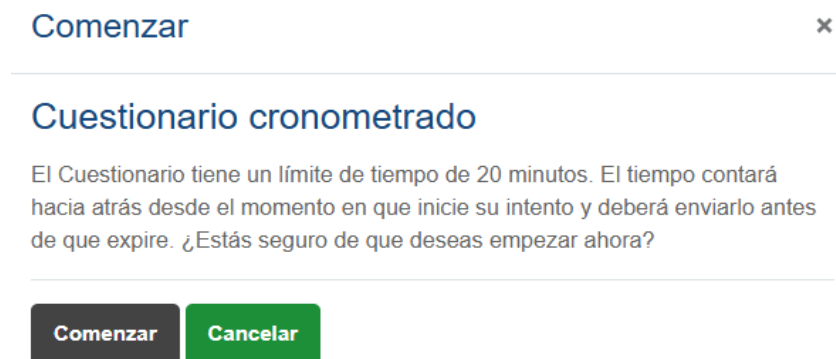 Comenzar ×
Cuestionario cronometrado
El Cuestionario tiene un límite de tiempo de 20 minutos. El tiempo contará
hacia atrás desde el momento en que inicie su intento y deberá enviarlo antes
de que expire. ¿Estás seguro de que deseas empezar ahora?
Comenzar Cancelar